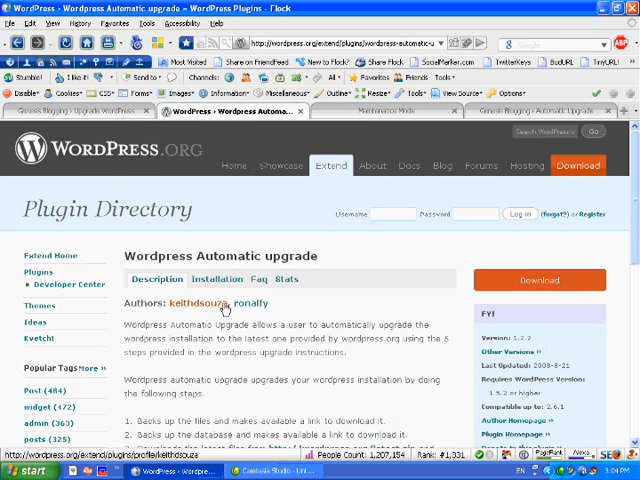 WordPress › Wordpress Automatic upgrade « WordPress Plugins - Flock
File Edit View History Favorites Tools Accessibility Help
http://wordpress.org/extend/plugins/wordpress-automatic-u
google
ABP
Most Visited Share on FriendFeed New to Flock? Share Flock SocialMarker.com TwitterKeys BudURL TinyURL!
Stumble! I like it! Send to Channels: All Favorites Friends Tools
Disable Cookies CSS Forms Images Information Miscellaneous Outline Resize Tools View Source Options
Genesis Blogging › Upgrade WordPress...
WordPress › Wordpress Automa...
Maintenance Mode
Genesis Blogging › Automatic Upgrade...
WORDPRESS.ORG
Search WordPress
Go
Home Showcase Extend About Docs Blog Forums Hosting Download
Plugin Directory
Username Password Log in (forgot?) or Register
Extend Home
Plugins
Developer Center
Themes
Ideas
Kvetch!
Popular Tags More »
Post (484)
widget (472)
admin (363)
posts (325)
Wordpress Automatic upgrade
Description Installation Faq Stats
Authors: keithdsouza, ronalfy
Wordpress Automatic Upgrade allows a user to automatically upgrade the
wordpress installation to the latest one provided by wordpress.org using the 5
steps provided in the wordpress upgrade instructions.
Wordpress automatic upgrade upgrades your wordpress installation by doing
the following steps.
1. Backs up the files and makes available a link to download it.
2. Backs up the database and makes available a link to download it.
Download
FYI
Version: 1.2.2
Other Versions »
Last Updated: 2008-8-21
Requires WordPress Version:
1.5.2 or higher
Compatible up to: 2.6.1
Author Homepage »
Plugin Homepage »
http://wordpress.org/extend/profile/keithdsouza
People Count: 1,207,154 Rank: #1,331 PageRank Alexa SEO
start WordPress › Wordpre... Camtasia Studio - Unt... EN 3:04 PM